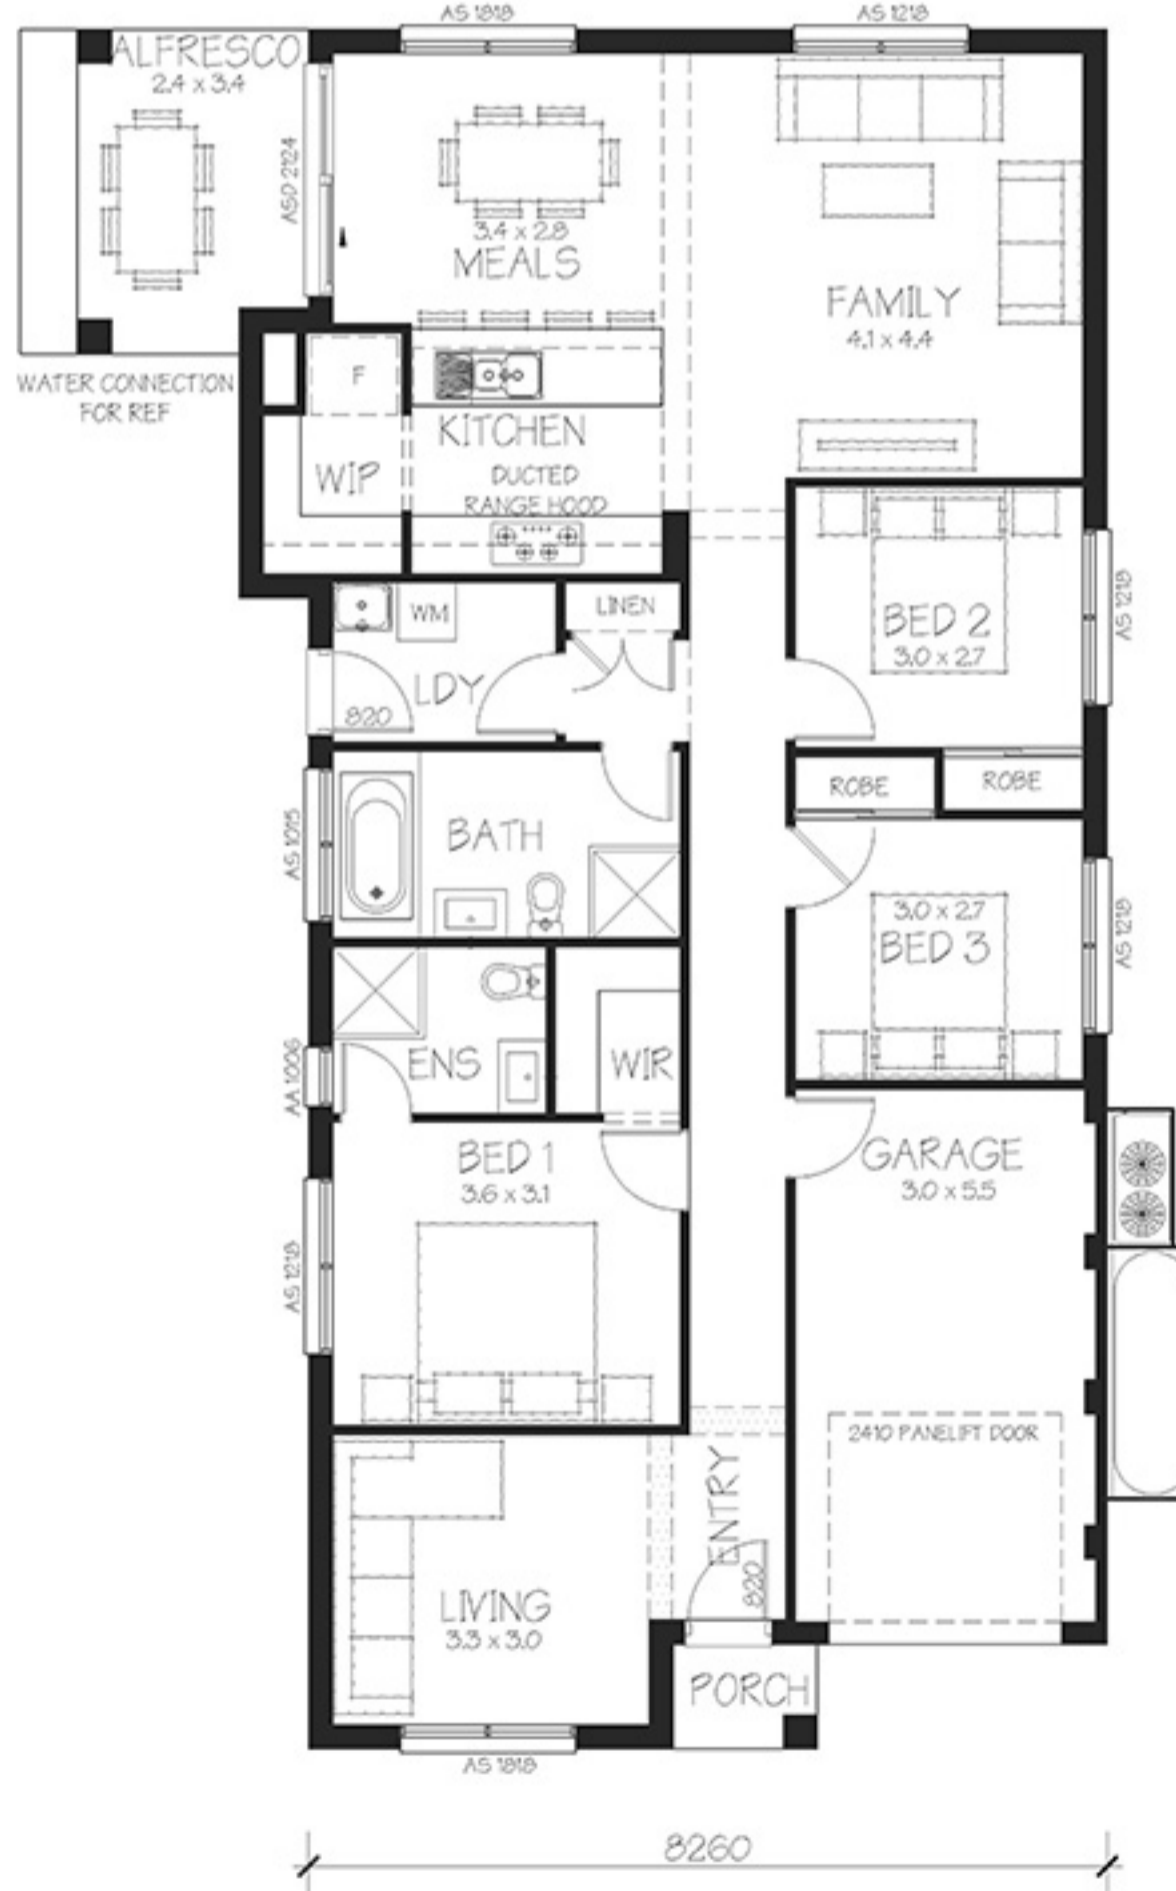 AS 1818
AS 1218
ALFRESCO
2.4 x 3.4
ASD 2124
3.4 x 2.8
MEALS
FAMILY
4.1 x 4.4
WATER CONNECTION
FOR REF
F
WIP
KITCHEN
DUCTED
RANGE HOOD
LINEN
WM
LDY
820
BED 2
3.0 x 2.7
AS 1218
ROBE
ROBE
AS 1015
BATH
3.0 x 2.7
BED 3
AS 1218
AA 1006
ENS
WIR
BED 1
3.6 x 3.1
GARAGE
3.0 x 5.5
AS 1218
2410 PANELIFT DOOR
ENTRY
820
LIVING
3.3 x 3.0
PORCH
AS 1818
8260